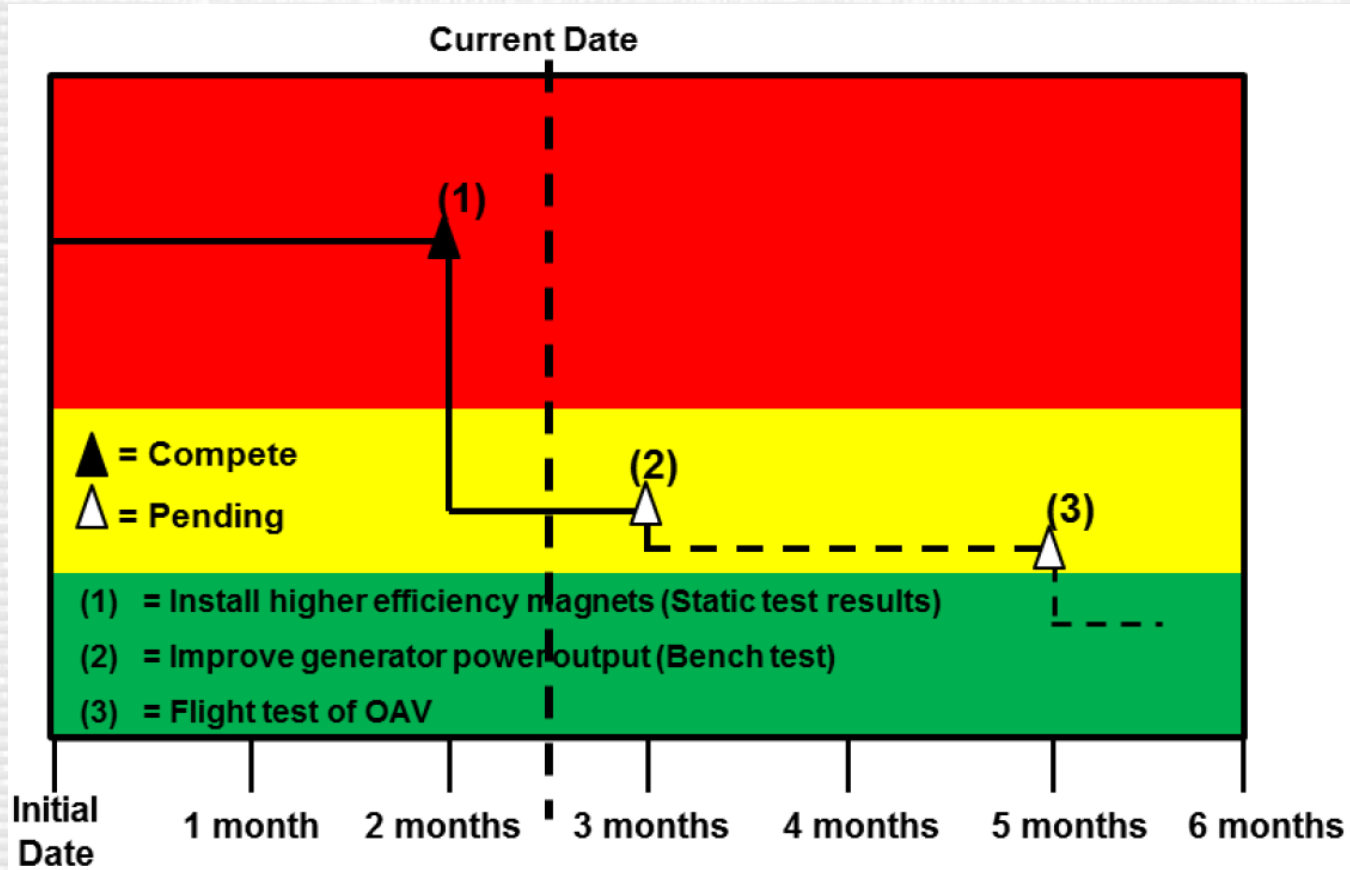 Current Date
(1)
(2)
(3)
= Compete
= Pending
(1) = Install higher efficiency magnets (Static test results)
(2) = Improve generator power output (Bench test)
(3) = Flight test of OAV
Initial
Date
1 month
2 months
3 months
4 months
5 months
6 months